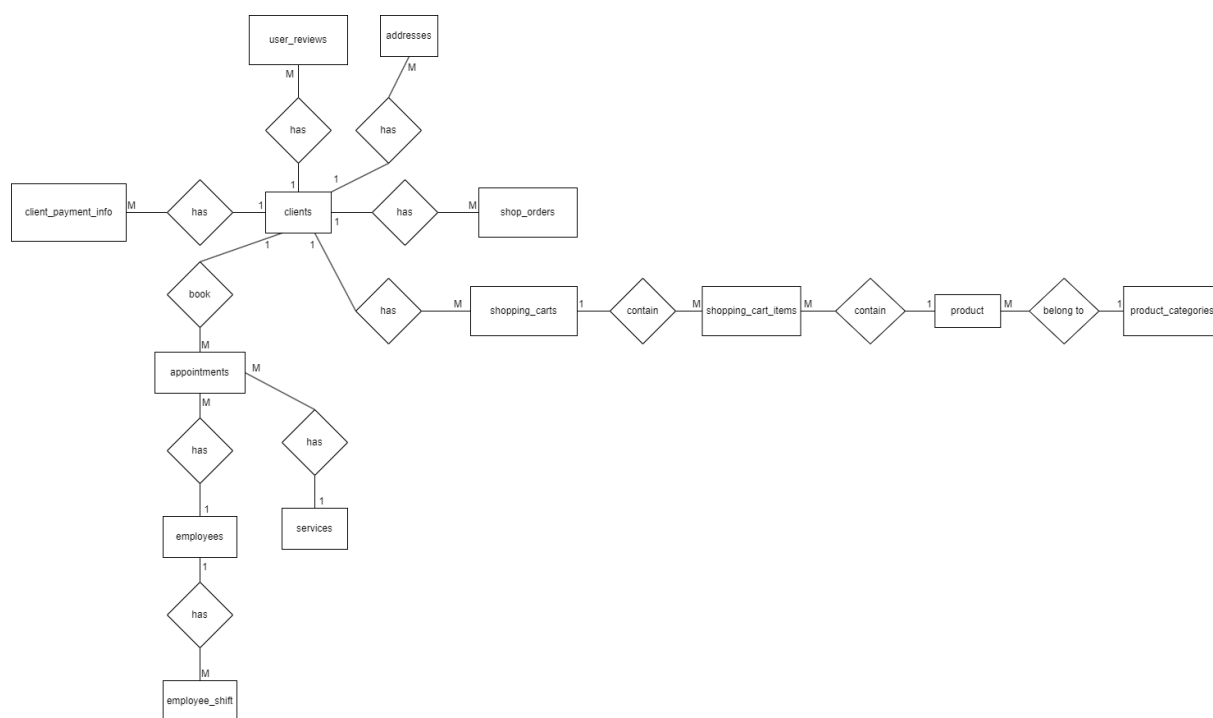 user_reviews
addresses
M
M
has
has
1
1
client_payment_info
M
has
1
clients
1
has
M
shop_orders
1
1
book
M
has
M
shopping_carts
1
contain
M
shopping_cart_items
M
contain
1
product
M
belong to
1
product_categories
appointments
M
M
has
has
1
1
employees
services
1
has
M
employee_shift